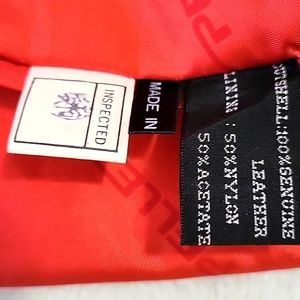 INSPECTED
MADE IN
OUTSHELL:100%GENUINE
LEATHER
LINING: 50%NYLON
50%ACETATE